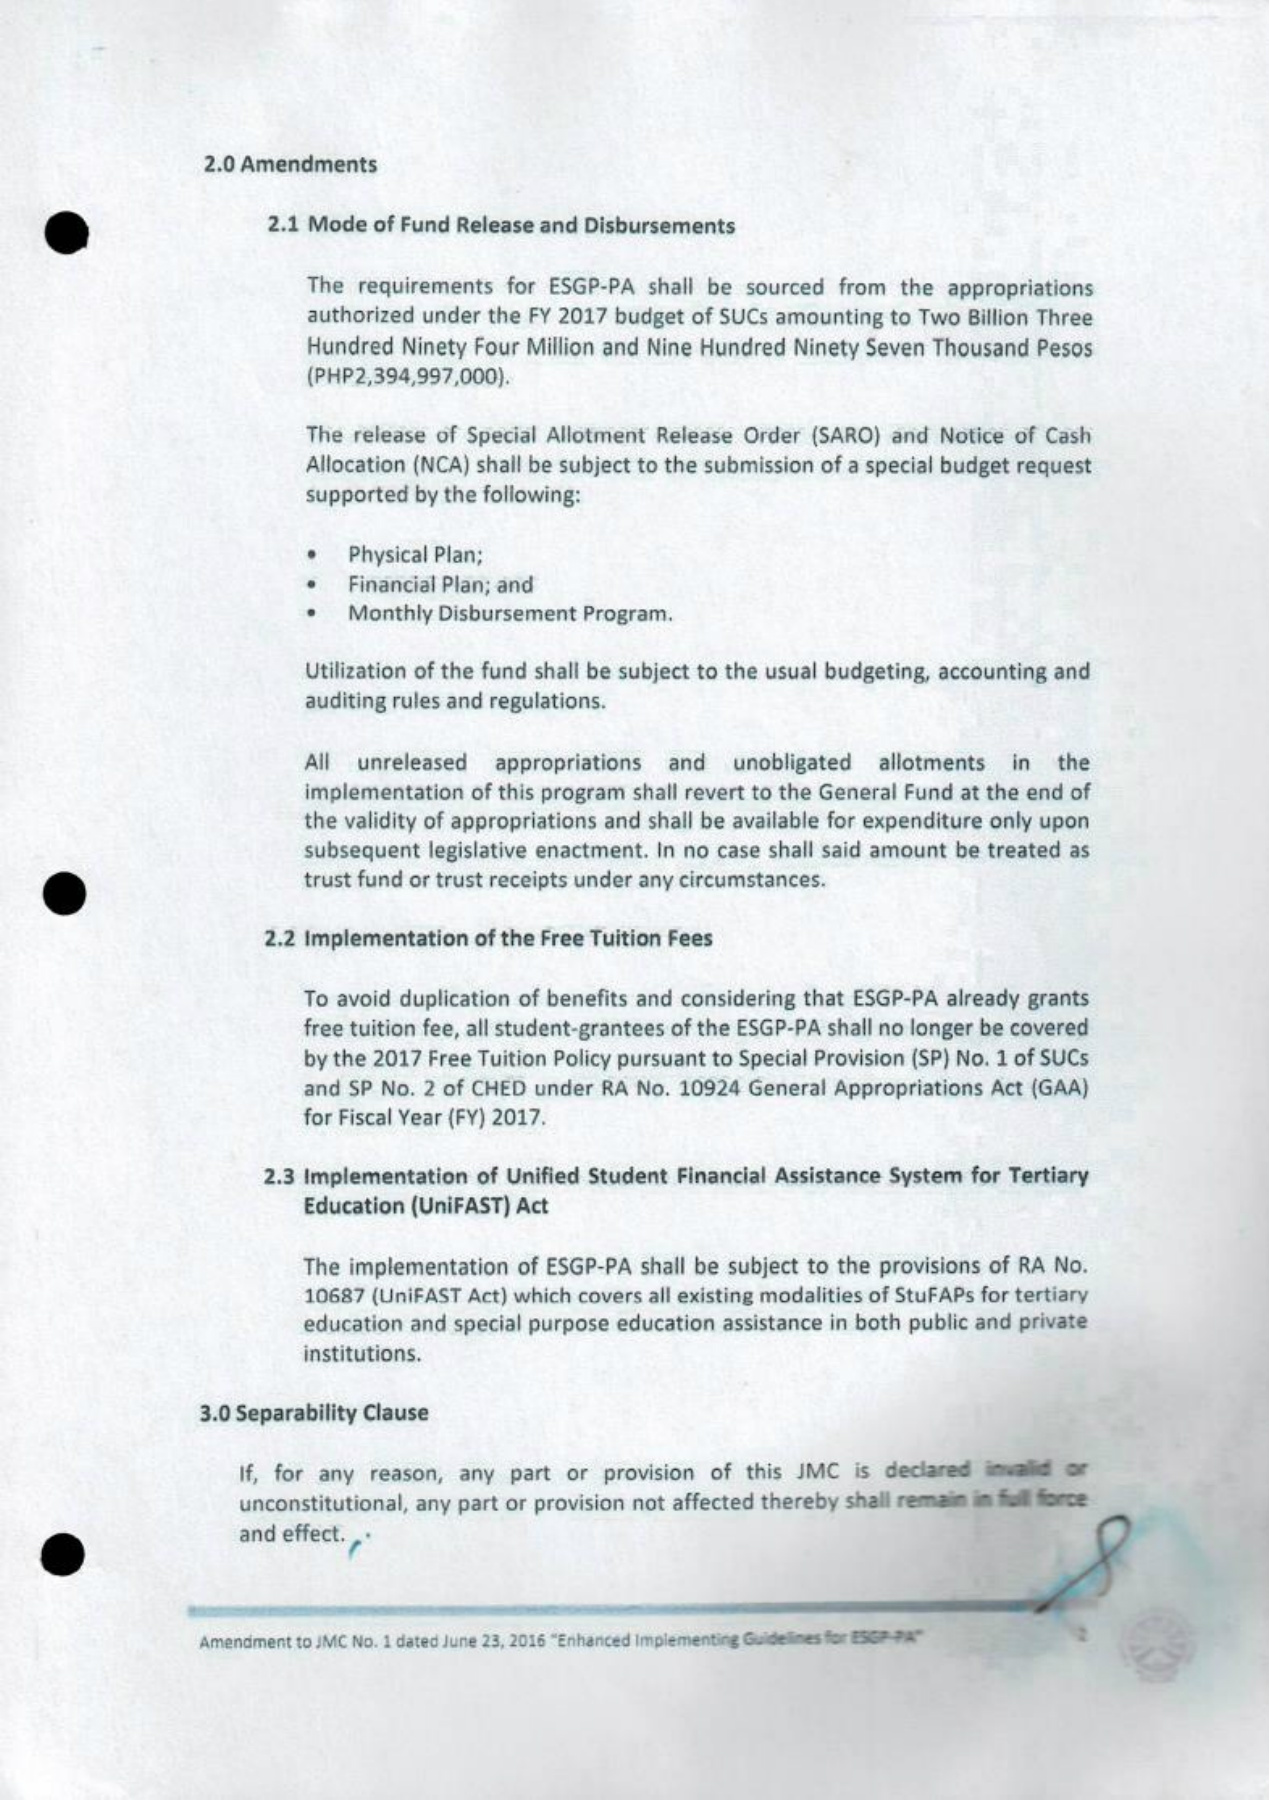 2.0 Amendments
2.1 Mode of Fund Release and Disbursements
The requirements for ESGP-PA shall be sourced from the appropriations
authorized under the FY 2017 budget of SUCs amounting to Two Billion Three
Hundred Ninety Four Million and Nine Hundred Ninety Seven Thousand Pesos
(PHP2,394,997,000).
The release of Special Allotment Release Order (SARO) and Notice of Cash
Allocation (NCA) shall be subject to the submission of a special budget request
supported by the following:
• Physical Plan;
• Financial Plan; and
• Monthly Disbursement Program.
Utilization of the fund shall be subject to the usual budgeting, accounting and
auditing rules and regulations.
All unreleased appropriations and unobligated allotments in the
implementation of this program shall revert to the General Fund at the end of
the validity of appropriations and shall be available for expenditure only upon
subsequent legislative enactment. In no case shall said amount be treated as
trust fund or trust receipts under any circumstances.
2.2 Implementation of the Free Tuition Fees
To avoid duplication of benefits and considering that ESGP-PA already grants
free tuition fee, all student-grantees of the ESGP-PA shall no longer be covered
by the 2017 Free Tuition Policy pursuant to Special Provision (SP) No. 1 of SUCs
and SP No. 2 of CHED under RA No. 10924 General Appropriations Act (GAA)
for Fiscal Year (FY) 2017.
2.3 Implementation of Unified Student Financial Assistance System for Tertiary
Education (UniFAST) Act
The implementation of ESGP-PA shall be subject to the provisions of RA No.
10687 (UniFAST Act) which covers all existing modalities of StuFAPs for tertiary
education and special purpose education assistance in both public and private
institutions.
3.0 Separability Clause
If, for any reason, any part or provision of this JMC is declared invalid or
unconstitutional, any part or provision not affected thereby shall remain in full force
and effect.
Amendment to JMC No. 1 dated June 23, 2016 "Enhanced Implementing Guidelines for ESGP-PA"
2